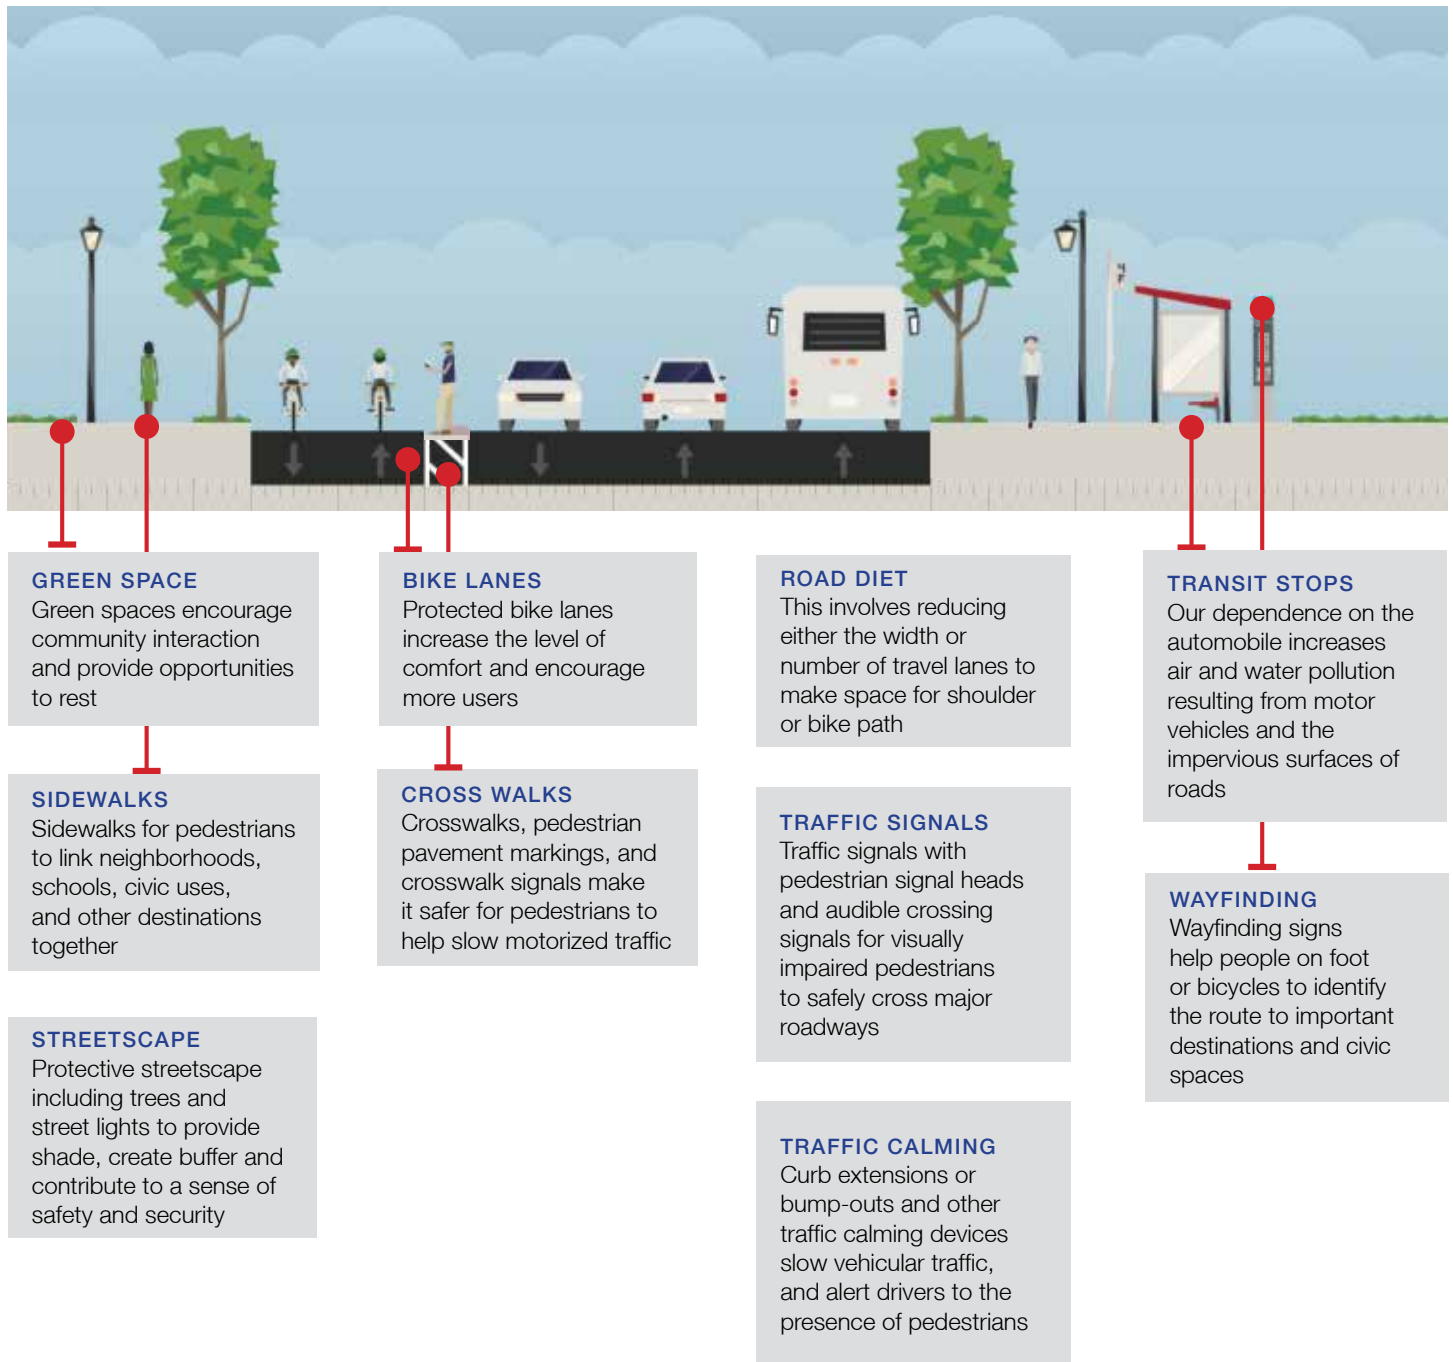 GREEN SPACE
Green spaces encourage
community interaction
and provide opportunities
to rest
SIDEWALKS
Sidewalks for pedestrians
to link neighborhoods,
schools, civic uses,
and other destinations
together
STREETSCAPE
Protective streetscape
including trees and
street lights to provide
shade, create buffer and
contribute to a sense of
safety and security
BIKE LANES
Protected bike lanes
increase the level of
comfort and encourage
more users
CROSS WALKS
Crosswalks, pedestrian
pavement markings, and
crosswalk signals make
it safer for pedestrians to
help slow motorized traffic
ROAD DIET
This involves reducing
either the width or
number of travel lanes to
make space for shoulder
or bike path
TRAFFIC SIGNALS
Traffic signals with
pedestrian signal heads
and audible crossing
signals for visually
impaired pedestrians
to safely cross major
roadways
TRAFFIC CALMING
Curb extensions or
bump-outs and other
traffic calming devices
slow vehicular traffic,
and alert drivers to the
presence of pedestrians
TRANSIT STOPS
Our dependence on the
automobile increases
air and water pollution
resulting from motor
vehicles and the
impervious surfaces of
roads
WAYFINDING
Wayfinding signs
help people on foot
or bicycles to identify
the route to important
destinations and civic
spaces